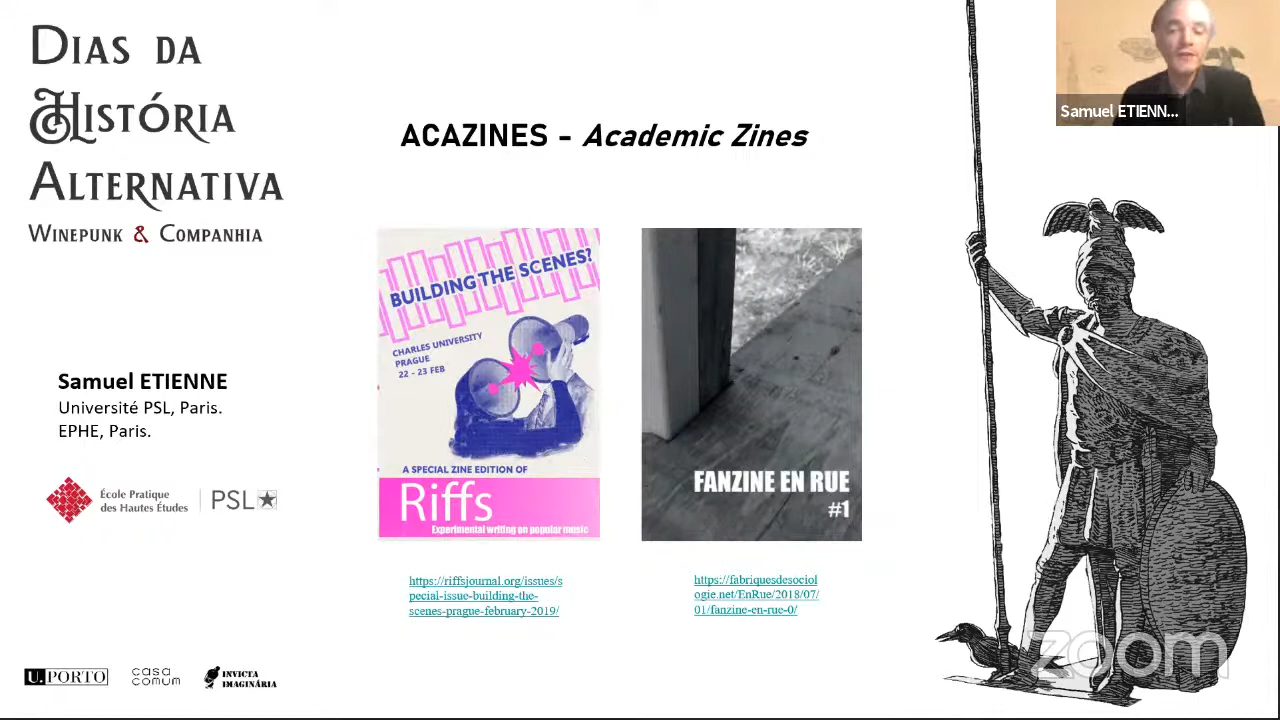 DIAS DA
HISTÓRIA
ALTERNATIVA
WINEPUNK & COMPANHIA
Samuel ETIENN...
ACAZINES - Academic Zines
BUILDING THE SCENES?
CHARLES UNIVERSITY
PRAGUE
22 - 23 FEB
A SPECIAL ZINE EDITION OF
Riffs
Experimental writing on popular music
FANZINE EN RUE
#1
Samuel ETIENNE
Université PSL, Paris.
EPHE, Paris.
École Pratique
des Hautes Études
PSL
https://riffsjournal.org/issues/s
pecial-issue-building-the-
scenes-prague-february-2019/
https://fabriquesdesociol
ogie.net/EnRue/2018/07/
01/fanzine-en-rue-0/
U.PORTO
casa
comum
INVICTA
IMAGINÁRIA
zoom